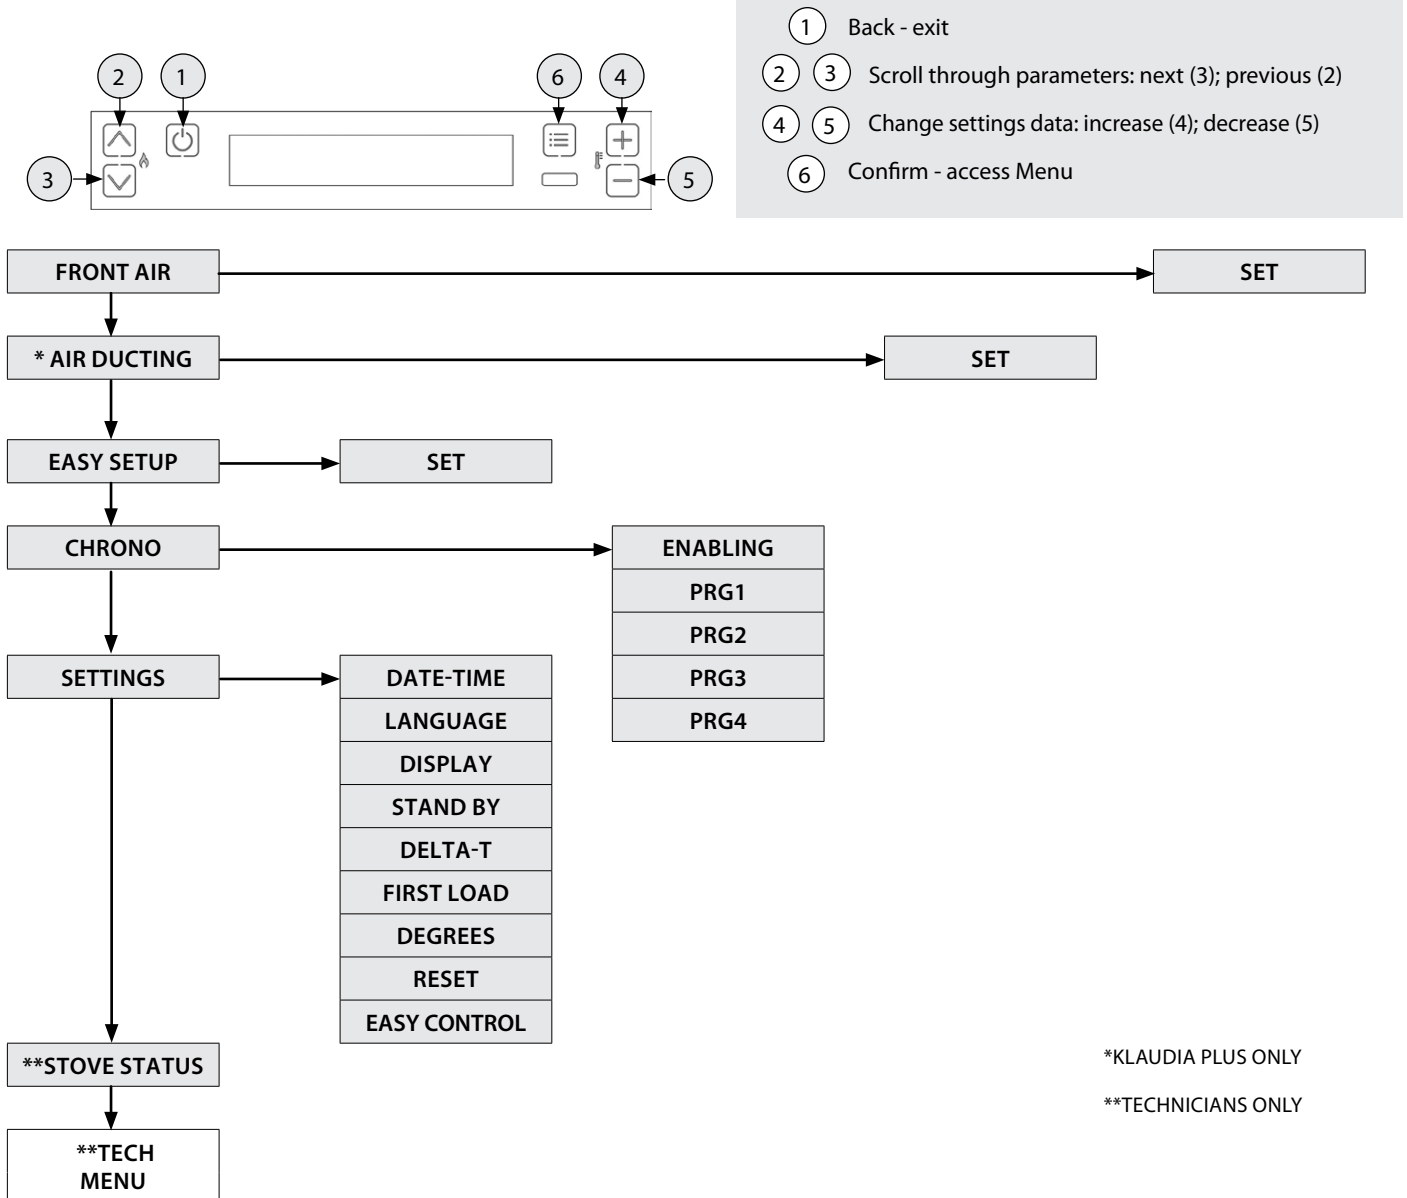 2
1
6
4
3
5
1 Back - exit
2 3 Scroll through parameters: next (3); previous (2)
4 5 Change settings data: increase (4); decrease (5)
6 Confirm - access Menu
FRONT AIR
SET
* AIR DUCTING
SET
EASY SETUP
SET
CHRONO
ENABLING
PRG1
PRG2
PRG3
PRG4
SETTINGS
DATE-TIME
LANGUAGE
DISPLAY
STAND BY
DELTA-T
FIRST LOAD
DEGREES
RESET
EASY CONTROL
**STOVE STATUS
**TECH
MENU
*KLAUDIA PLUS ONLY
**TECHNICIANS ONLY